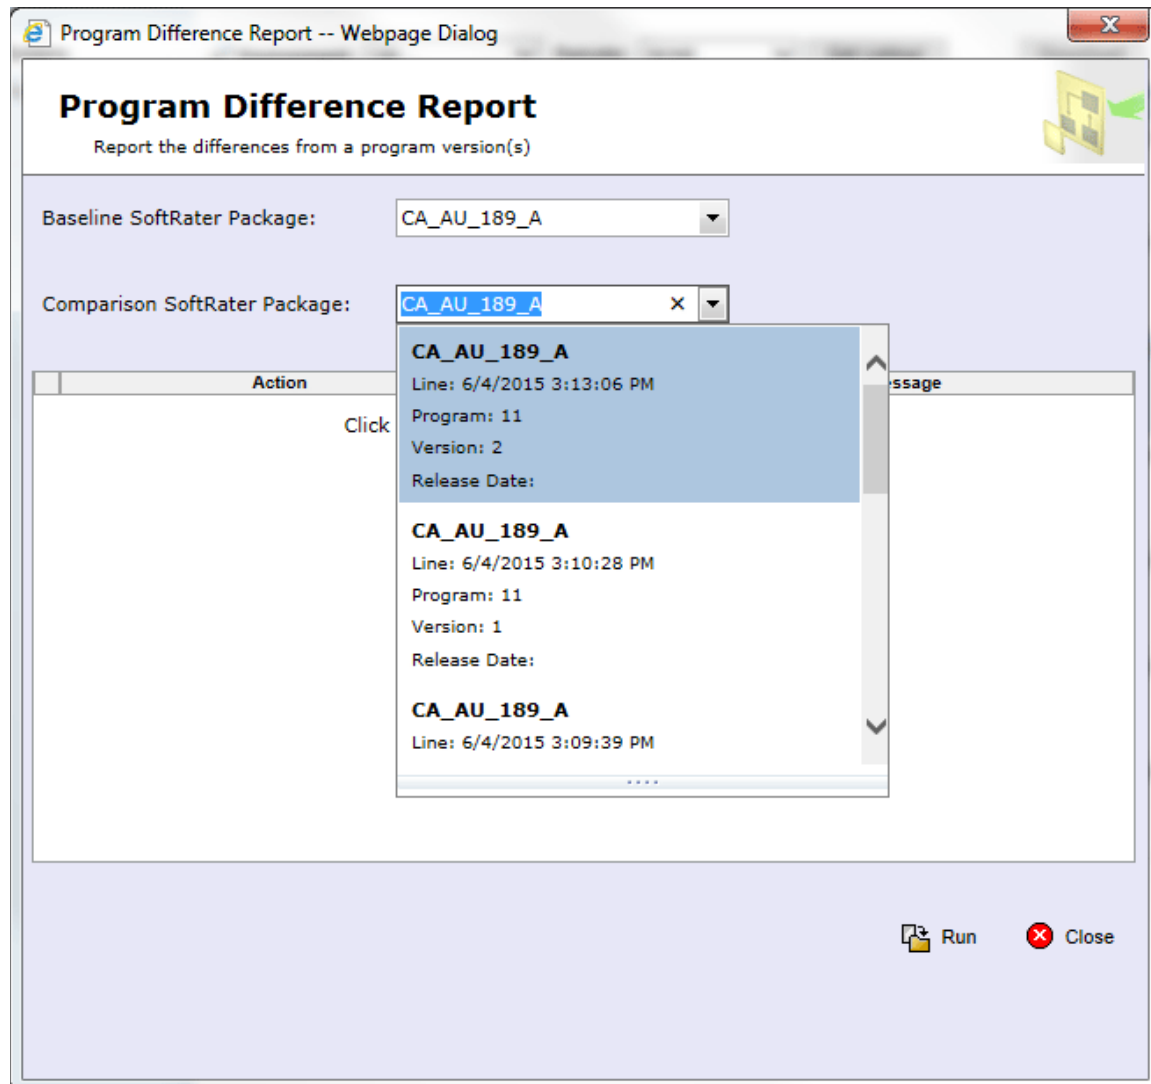 Program Difference Report -- Webpage Dialog
Program Difference Report
Report the differences from a program version(s)
Baseline SoftRater Package:
CA_AU_189_A
Comparison SoftRater Package:
CA_AU_189_A
Action
Click
CA_AU_189_A
Line: 6/4/2015 3:13:06 PM
Program: 11
Version: 2
Release Date:
CA_AU_189_A
Line: 6/4/2015 3:10:28 PM
Program: 11
Version: 1
Release Date:
CA_AU_189_A
Line: 6/4/2015 3:09:39 PM
Run
Close